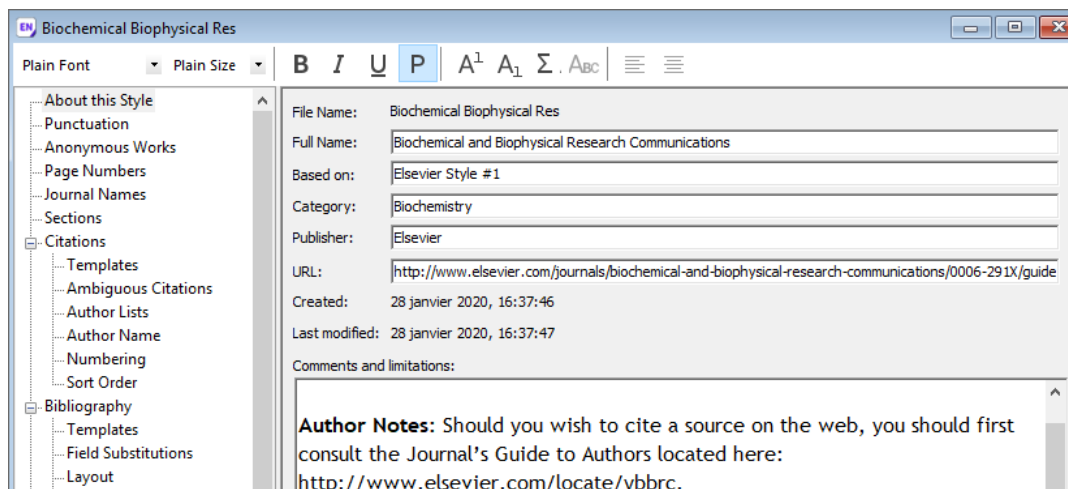 EN Biochemical Biophysical Res
Plain Font Plain Size B I U P A1 A1 Σ ABC
About this Style
Punctuation
Anonymous Works
Page Numbers
Journal Names
Sections
Citations
Templates
Ambiguous Citations
Author Lists
Author Name
Numbering
Sort Order
Bibliography
Templates
Field Substitutions
Layout
File Name: Biochemical Biophysical Res
Full Name: Biochemical and Biophysical Research Communications
Based on: Elsevier Style #1
Category: Biochemistry
Publisher: Elsevier
URL: http://www.elsevier.com/journals/biochemical-and-biophysical-research-communications/0006-291X/guide
Created: 28 janvier 2020, 16:37:46
Last modified: 28 janvier 2020, 16:37:47
Comments and limitations:
Author Notes: Should you wish to cite a source on the web, you should first
consult the Journal’s Guide to Authors located here:
http://www.elsevier.com/locate/ybbrc.